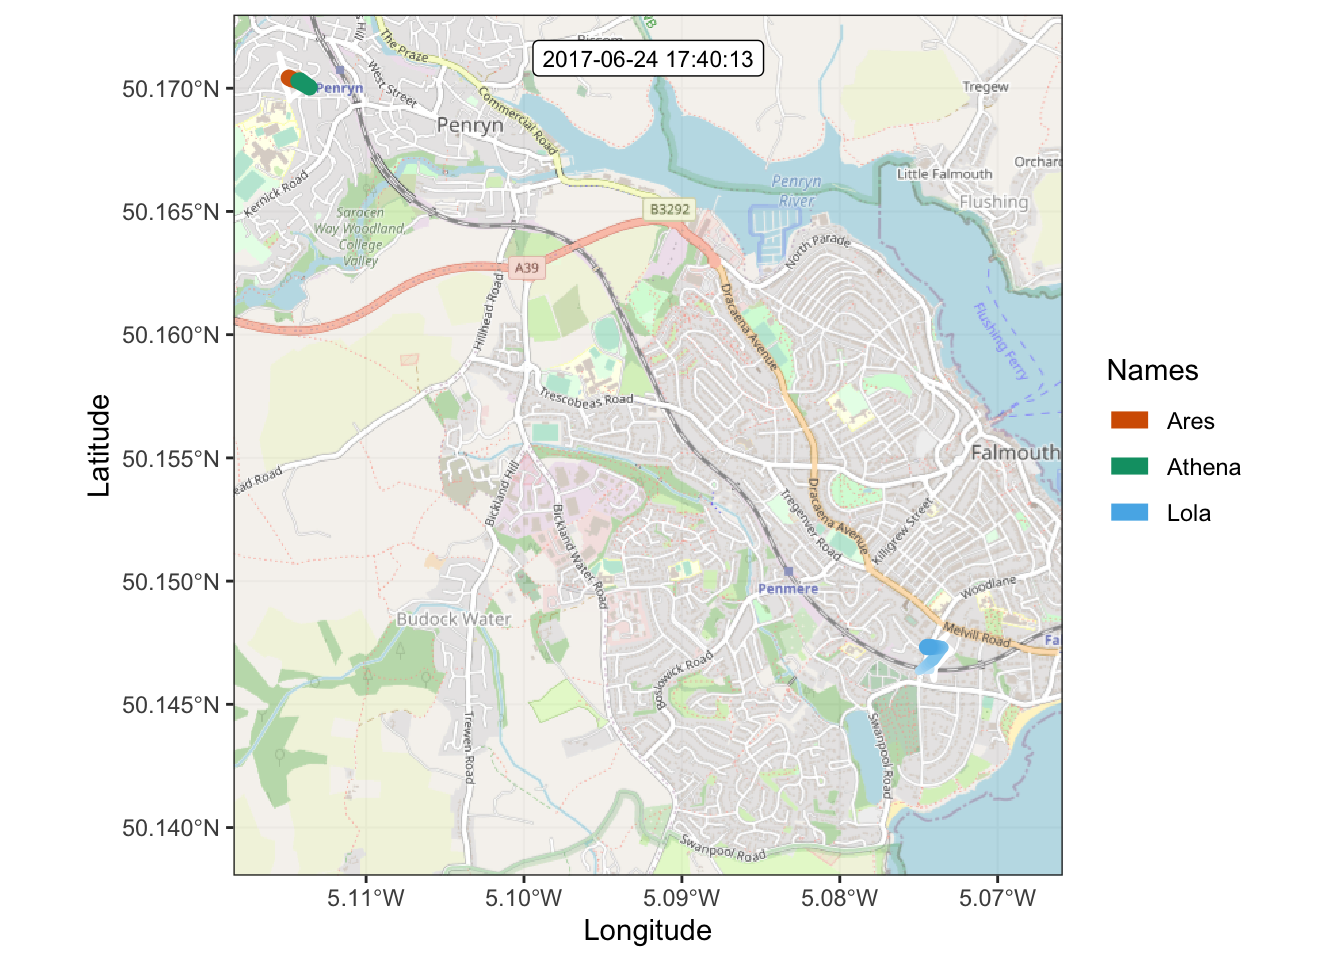 2017-06-24 17:40:13
The Praze
West Street
Penryn
Commercial Road
Penryn
Tregew
Orchard
Little Falmouth
Flushing
Penryn
River
Kernick Road
Saracen
Way Woodland,
College
Valley
B3292
A39
North Parade
Hillhead Road
Dracaena Avenue
Flushing Ferry
Trescobeas Road
Falmouth
ead Road
Bickland Hill
Bickland Water Road
Tregenver Road
Dracaena Avenue
Killigrew Street
Penmere
Woodlane
Budock Water
Melvill Road
Fa
Boslowick Road
Trewen Road
Swanpool Road
Swanpool Road
50.170°N
50.165°N
50.160°N
50.155°N
50.150°N
50.145°N
50.140°N
5.11°W
5.10°W
5.09°W
5.08°W
5.07°W
Latitude
Longitude
Names
Ares
Athena
Lola